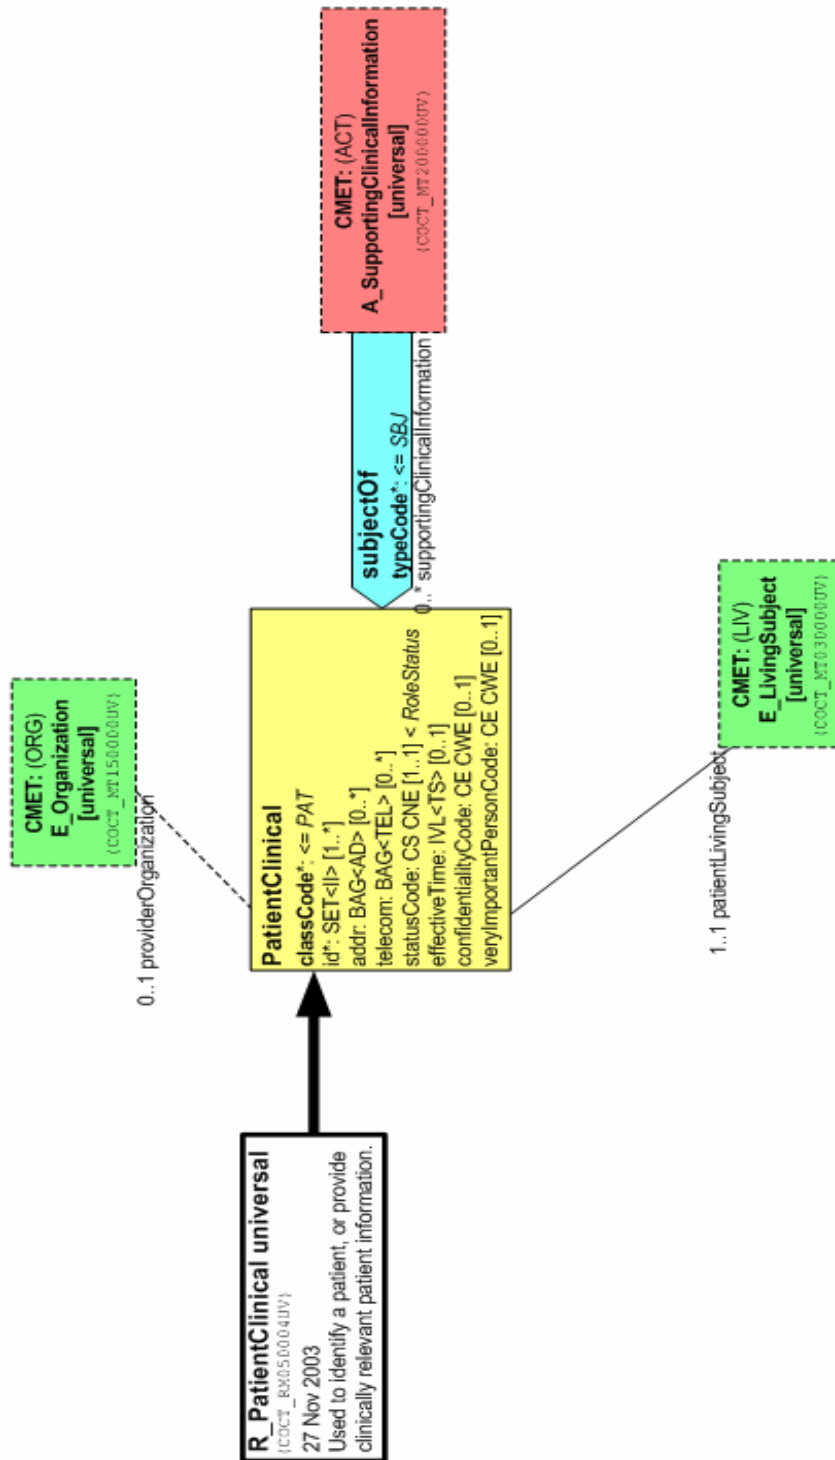 R_PatientClinical universal
(COCT_RM050004UV)
27 Nov 2003
Used to identify a patient, or provide
clinically relevant patient information.
0..1 providerOrganization
CMET: (ORG)
E_Organization
[universal]
(COCT_MT150000UV)
PatientClinical
classCode*: <= PAT
id*: SET<II> [1..*]
addr: BAG<AD> [0..*]
telecom: BAG<TEL> [0..*]
statusCode: CS CNE [1..1] < RoleStatus
effectiveTime: IVL<TS> [0..1]
confidentialityCode: CE CWE [0..1]
veryImportantPersonCode: CE CWE [0..1]
subjectOf
typeCode*: <= SBJ
0..* supportingClinicalInformation
CMET: (ACT)
A_SupportingClinicalInformation
[universal]
(COCT_MT200000UV)
1..1 patientLivingSubject
CMET: (LIV)
E_LivingSubject
[universal]
(COCT_MT030000UV)